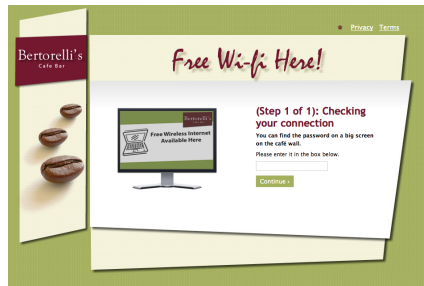 Privacy Terms
Bertorelli's
Cafe Bar
Free Wi-fi Here!
Bertorelli's
Free Wireless Internet
Available Here
(Step 1 of 1): Checking
your connection
You can find the password on a big screen
on the café wall.
Please enter it in the box below.
Continue ›